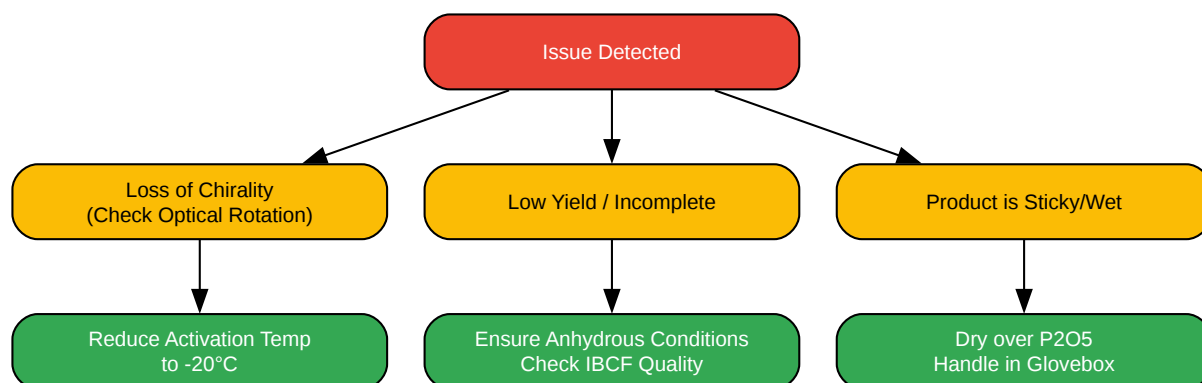 Issue Detected
Loss of Chirality
(Check Optical Rotation)
Low Yield / Incomplete
Product is Sticky/Wet
Reduce Activation Temp
to -20°C
Ensure Anhydrous Conditions
Check IBCF Quality
Dry over P2O5
Handle in Glovebox